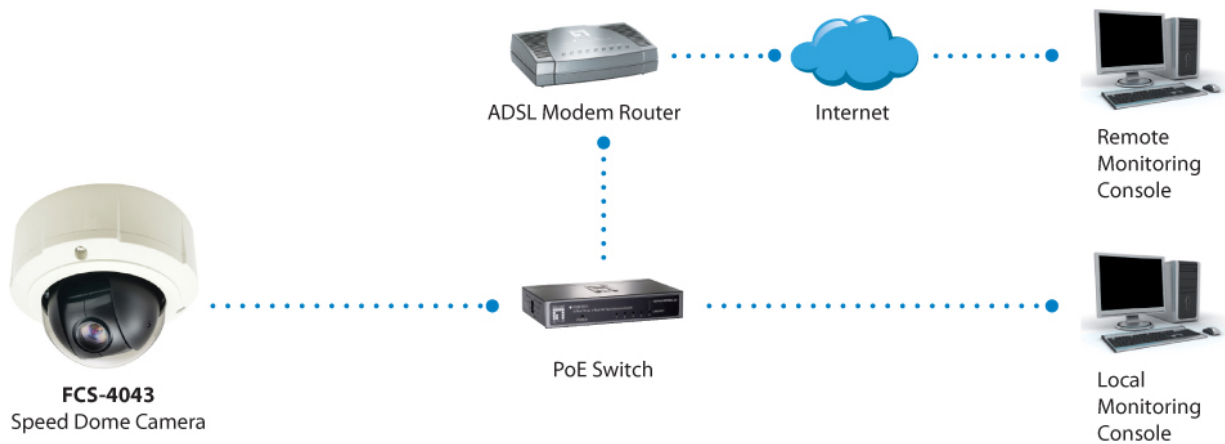 ADSL Modem Router
Internet
Remote
Monitoring
Console
FCS-4043
Speed Dome Camera
PoE Switch
Local
Monitoring
Console